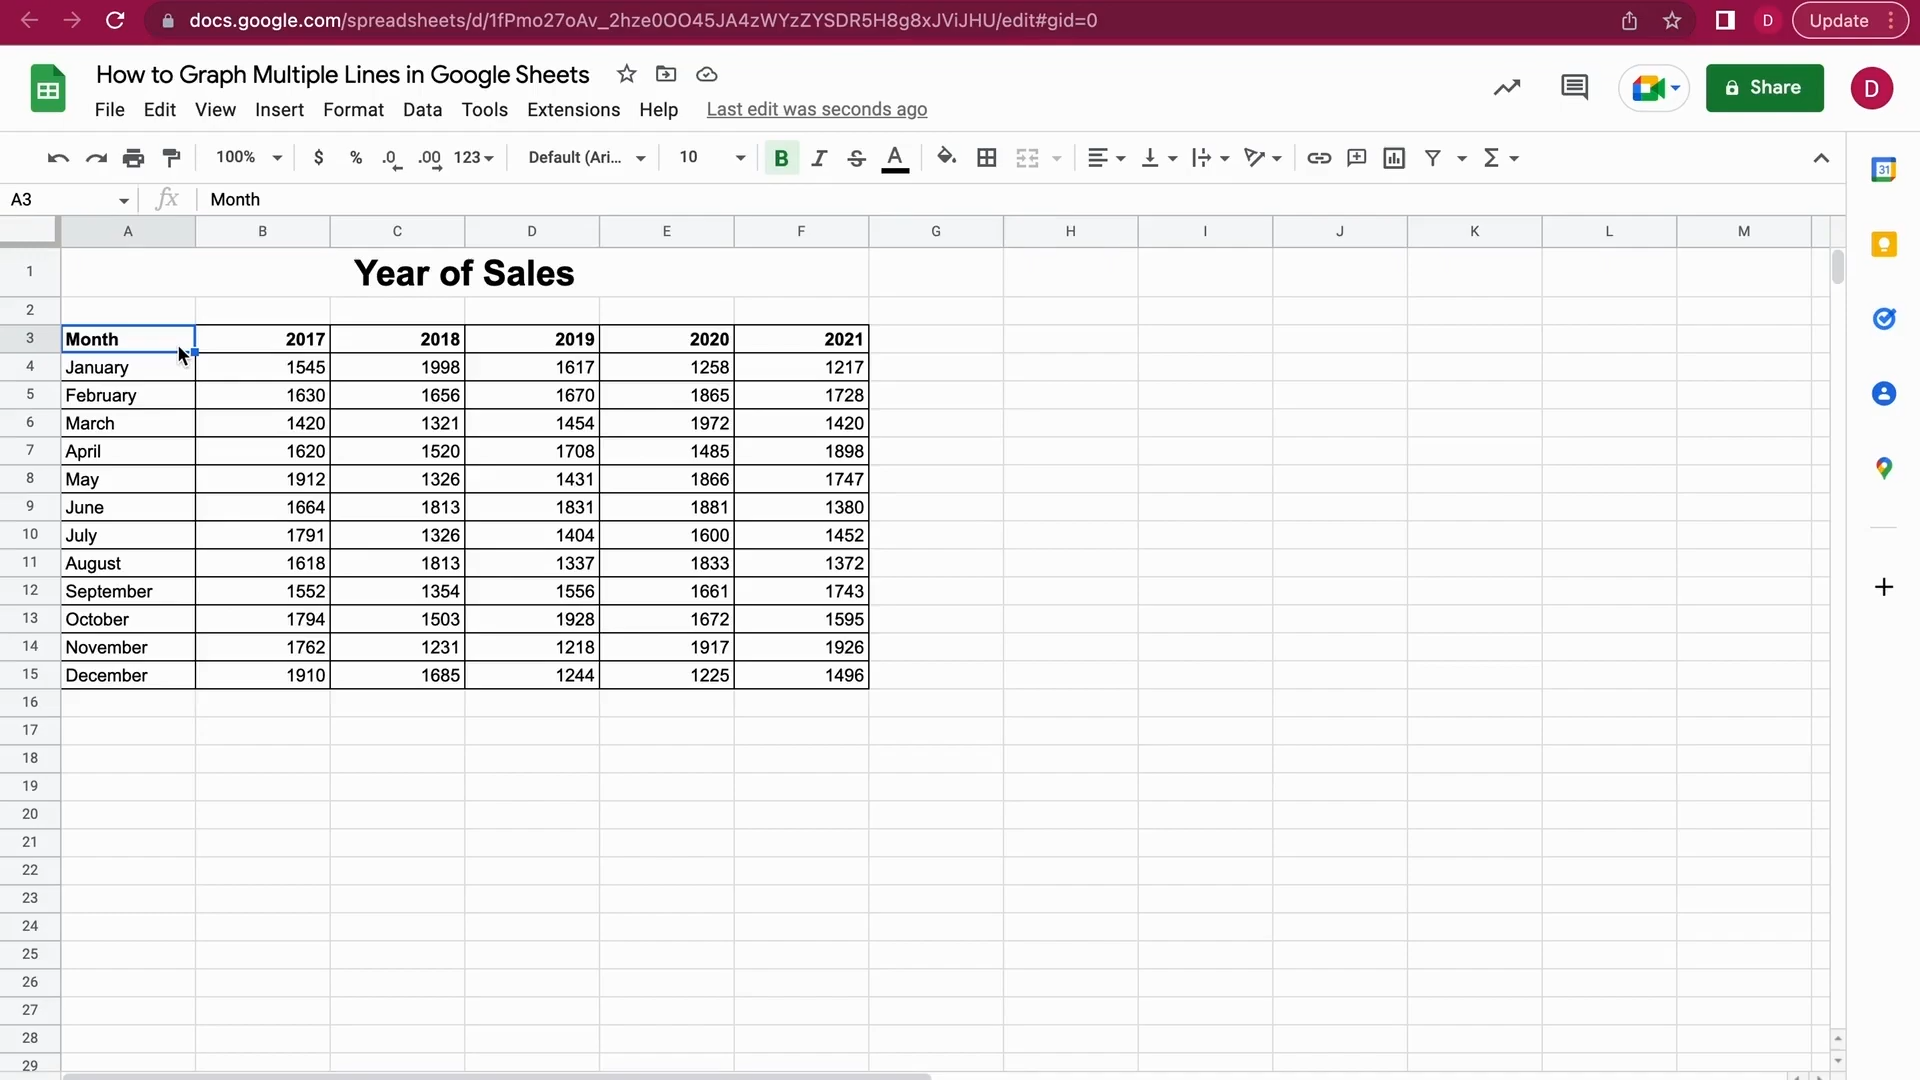 docs.google.com/spreadsheets/d/1fPmo27oAv_2hze0OO45JA4zWYzZYSDR5H8g8xJViJHU/edit#gid=0
D
Update
How to Graph Multiple Lines in Google Sheets
File Edit View Insert Format Data Tools Extensions Help Last edit was seconds ago
Share
D
100% $ % .0 .00 123 Default (Ari... 10 B I S A Σ
31
A3 fx Month
A B C D E F G H I J K L M
1 Year of Sales
2
3 Month 2017 2018 2019 2020 2021
4 January 1545 1998 1617 1258 1217
5 February 1630 1656 1670 1865 1728
6 March 1420 1321 1454 1972 1420
7 April 1620 1520 1708 1485 1898
8 May 1912 1326 1431 1866 1747
9 June 1664 1813 1831 1881 1380
10 July 1791 1326 1404 1600 1452
11 August 1618 1813 1337 1833 1372
12 September 1552 1354 1556 1661 1743
13 October 1794 1503 1928 1672 1595
14 November 1762 1231 1218 1917 1926
15 December 1910 1685 1244 1225 1496
16
17
18
19
20
21
22
23
24
25
26
27
28
29